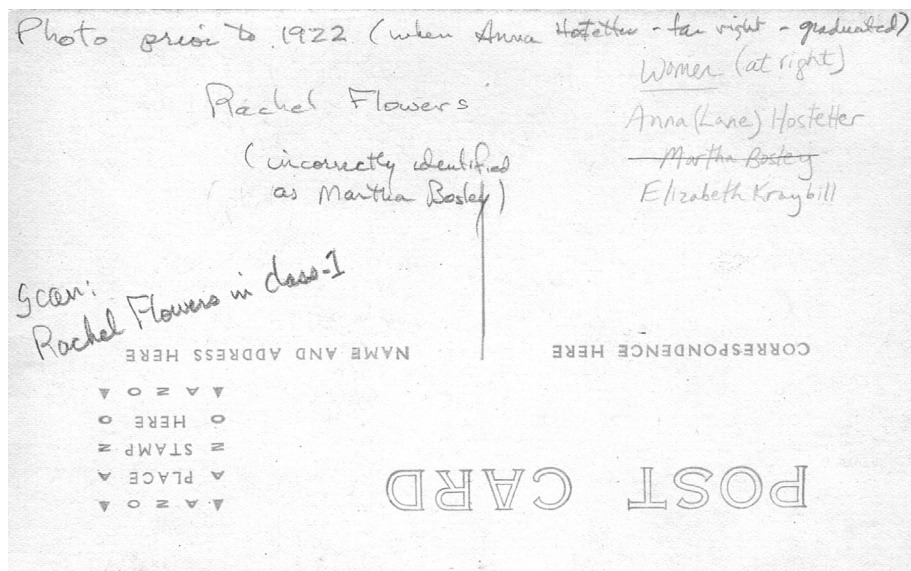 Photo prior to 1922 (when Anna Hostetter - far right - graduated)
Women (at right)
Rachel Flowers
Anna (Lane) Hostetter
(incorrectly identified
as Martha Bosley)
Martha Bosley
Elizabeth Kraybill
Scan:
Rachel Flowers in class-1
NAME AND ADDRESS HERE
CORRESPONDENCE HERE
AZO
HERE
STAMP
PLACE
AZO
POST CARD